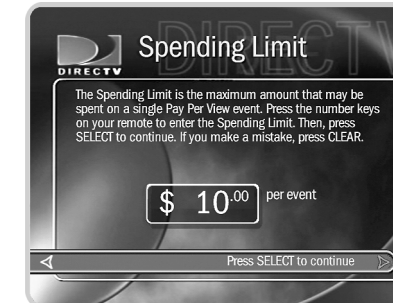 DIRECTV
Spending Limit
DIRECTV
The Spending Limit is the maximum amount that may be
spent on a single Pay Per View event. Press the number keys
on your remote to enter the Spending Limit. Then, press
SELECT to continue. If you make a mistake, press CLEAR.
$ 10.00 per event
Press SELECT to continue